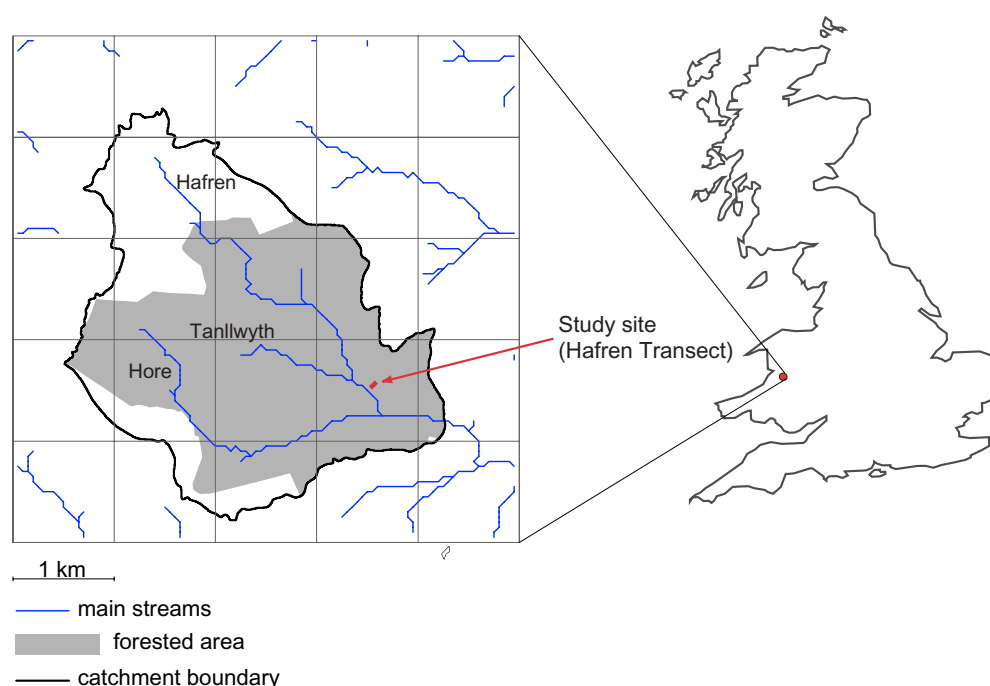 Hafren
Tanllwyth
Hore
Study site
(Hafren Transect)
1 km
main streams
forested area
catchment boundary